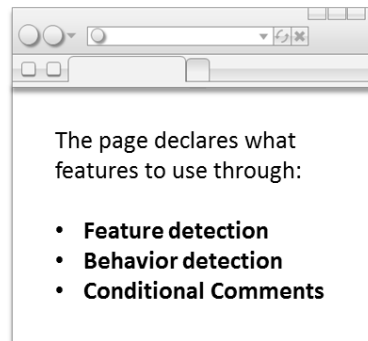 The page declares what
features to use through:
• Feature detection
• Behavior detection
• Conditional Comments